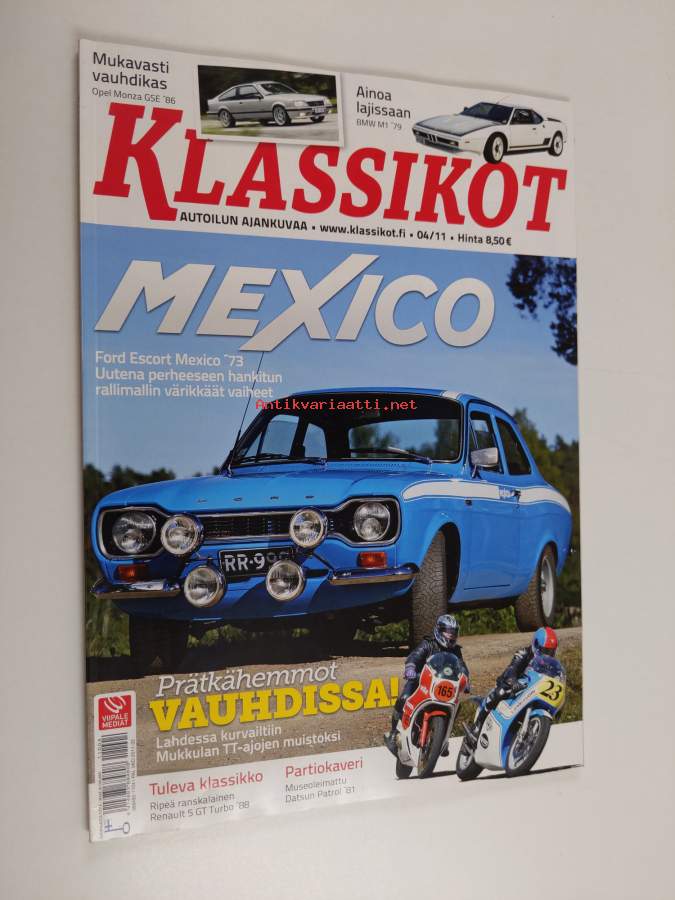 Mukavasti
vauhdikas
Opel Monza GSE ´86
Ainoa
lajissaan
BMW M1 ´79
KLASSIKOT
AUTOILUN AJANKUVAA • www.klassikot.fi • 04/11 • Hinta 8,50 €
MEXICO
Ford Escort Mexico ´73
Uutena perheeseen hankitun
rallimallin värikkäät vaiheet
Antikvariaatti.net
FORD
RR-99
Prätkähemmot
VAUHDISSA!
Lahdessa kurvailtiin
Mukkulan TT-ajojen muistoksi
165
23
VIIPALE
MEDIAT
Tuleva klassikko
Ripeä ranskalainen
Renault 5 GT Turbo ´88
Partiokaveri
Museoleimattu
Datsun Patrol ´81